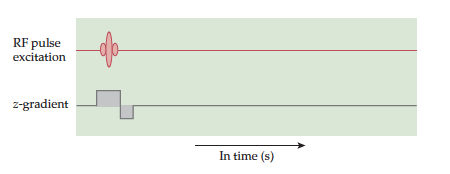 RF pulse
excitation
z-gradient
In time (s)